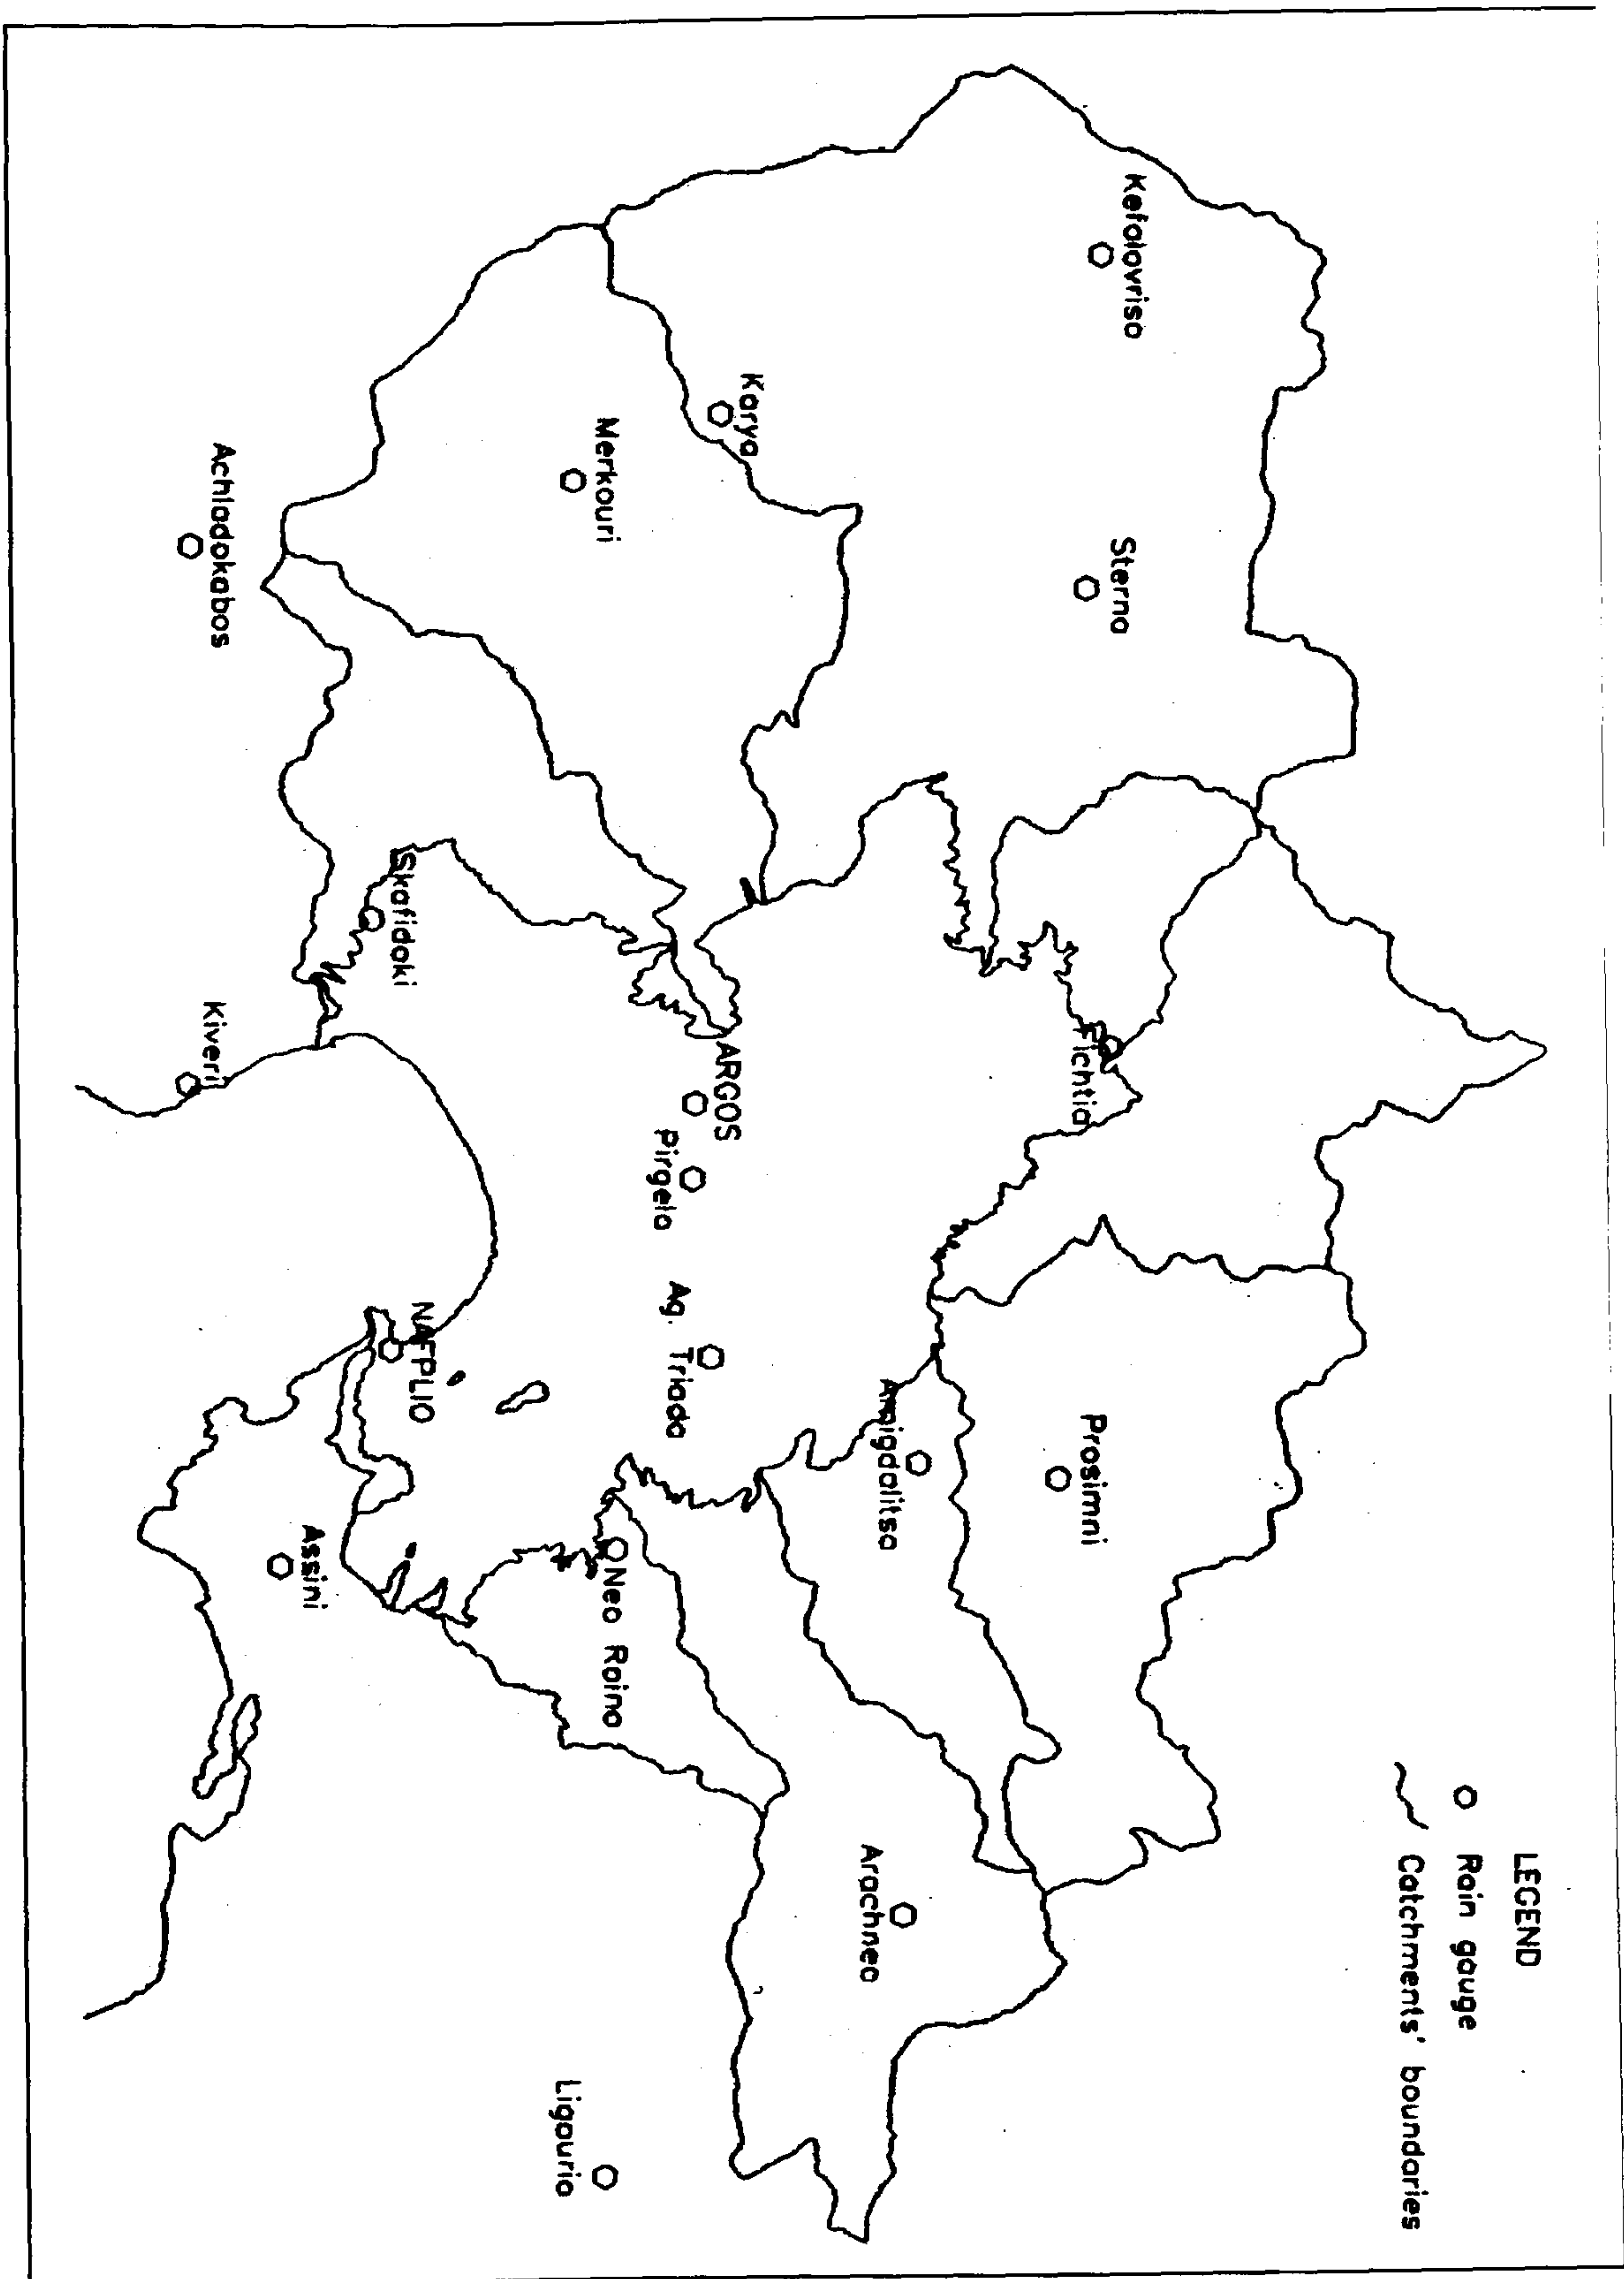 LEGEND
Rain gauge
Catchments' boundaries
Kefalovriso
Sterna
Fichtia
Prosimni
Karya
Merkouri
ARGOS
Pirgela
Ag. Triada
Amigdalitsa
Arachneo
Achladokabos
Skafidaki
Kiveri
NAFPLIO
Neo Roino
Assini
Ligourio